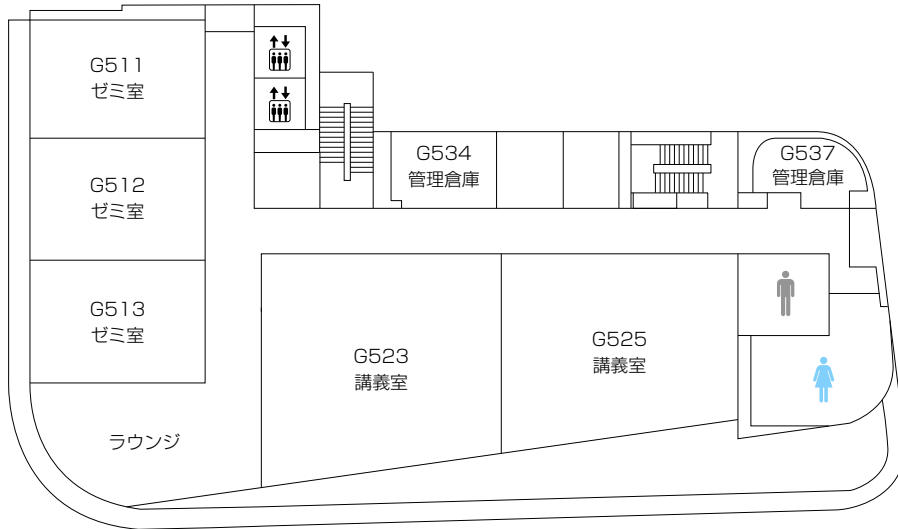 G511
ゼミ室
G512
ゼミ室
G513
ゼミ室
ラウンジ
G534
管理倉庫
G537
管理倉庫
G523
講義室
G525
講義室